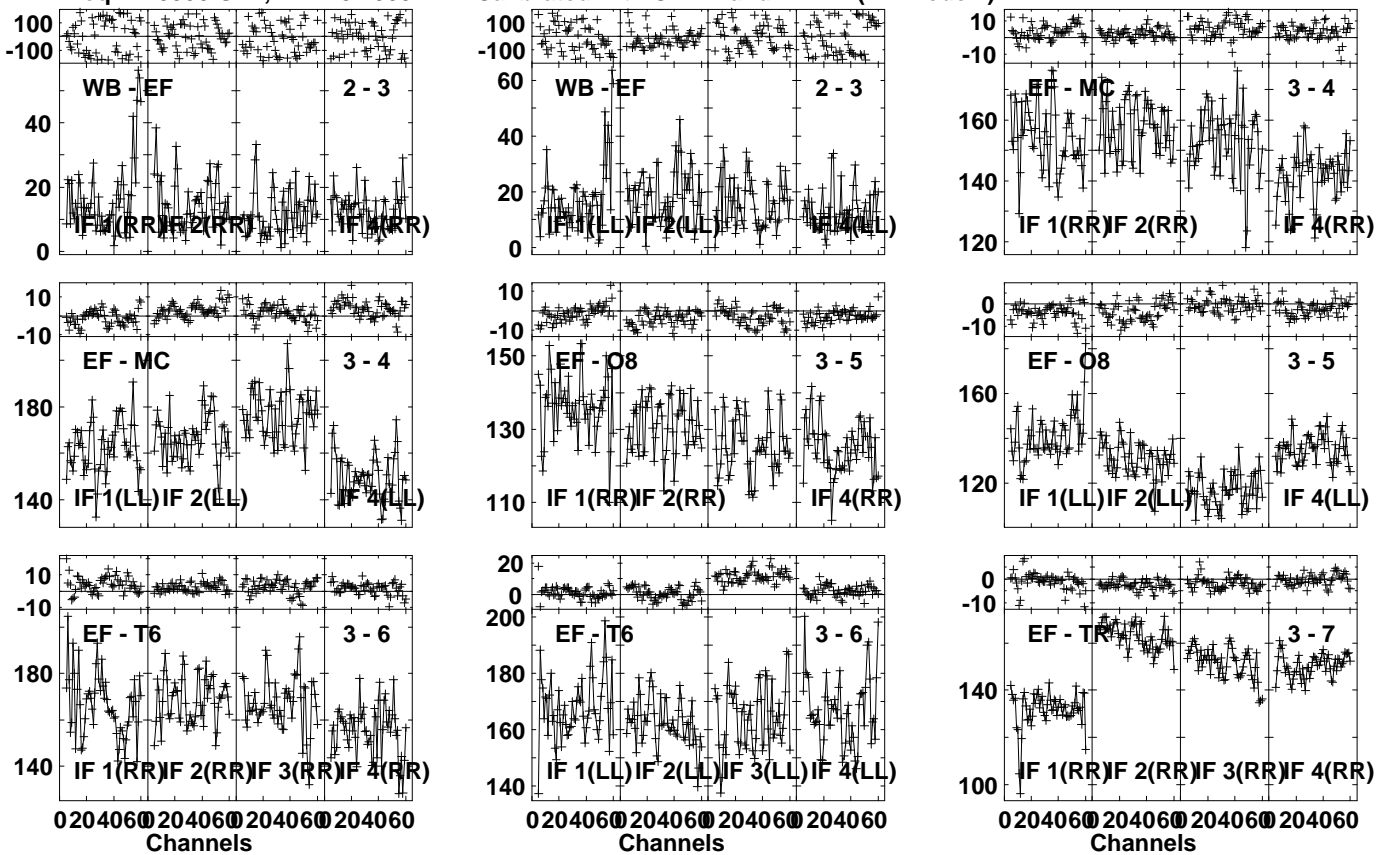 100 100 10
-100 -100 -10
WB - EF 2 - 3 WB - EF 2 - 3 EF - MC 3 - 4
60
40 40 160
20 20 140
IF 1(RR) IF 2(RR) IF 4(RR) IF 1(LL) IF 2(LL) IF 4(LL) IF 1(RR) IF 2(RR) IF 4(RR)
0 0 120
10 10 0
-10 -10 -10
EF - MC 3 - 4 EF - O8 3 - 5 EF - O8 3 - 5
150 160
180 130 140
140 110 120
IF 1(LL) IF 2(LL) IF 4(LL) IF 1(RR) IF 2(RR) IF 4(RR) IF 1(LL) IF 2(LL) IF 4(LL)
10 20 0
-10 0 -10
EF - T6 3 - 6 EF - T6 3 - 6 EF - TR 3 - 7
200
180 180 140
160
140 140 100
IF 1(RR) IF 2(RR) IF 3(RR) IF 4(RR) IF 1(LL) IF 2(LL) IF 3(LL) IF 4(LL) IF 1(RR) IF 2(RR) IF 3(RR) IF 4(RR)
0 20 40 60 0 20 40 60 0 20 40 60 0 20 40 60 0 20 40 60 0 20 40 60 0 20 40 60 0 20 40 60 0 20 40 60 0 20 40 60 0 20 40 60 0 20 40 60
Channels Channels Channels